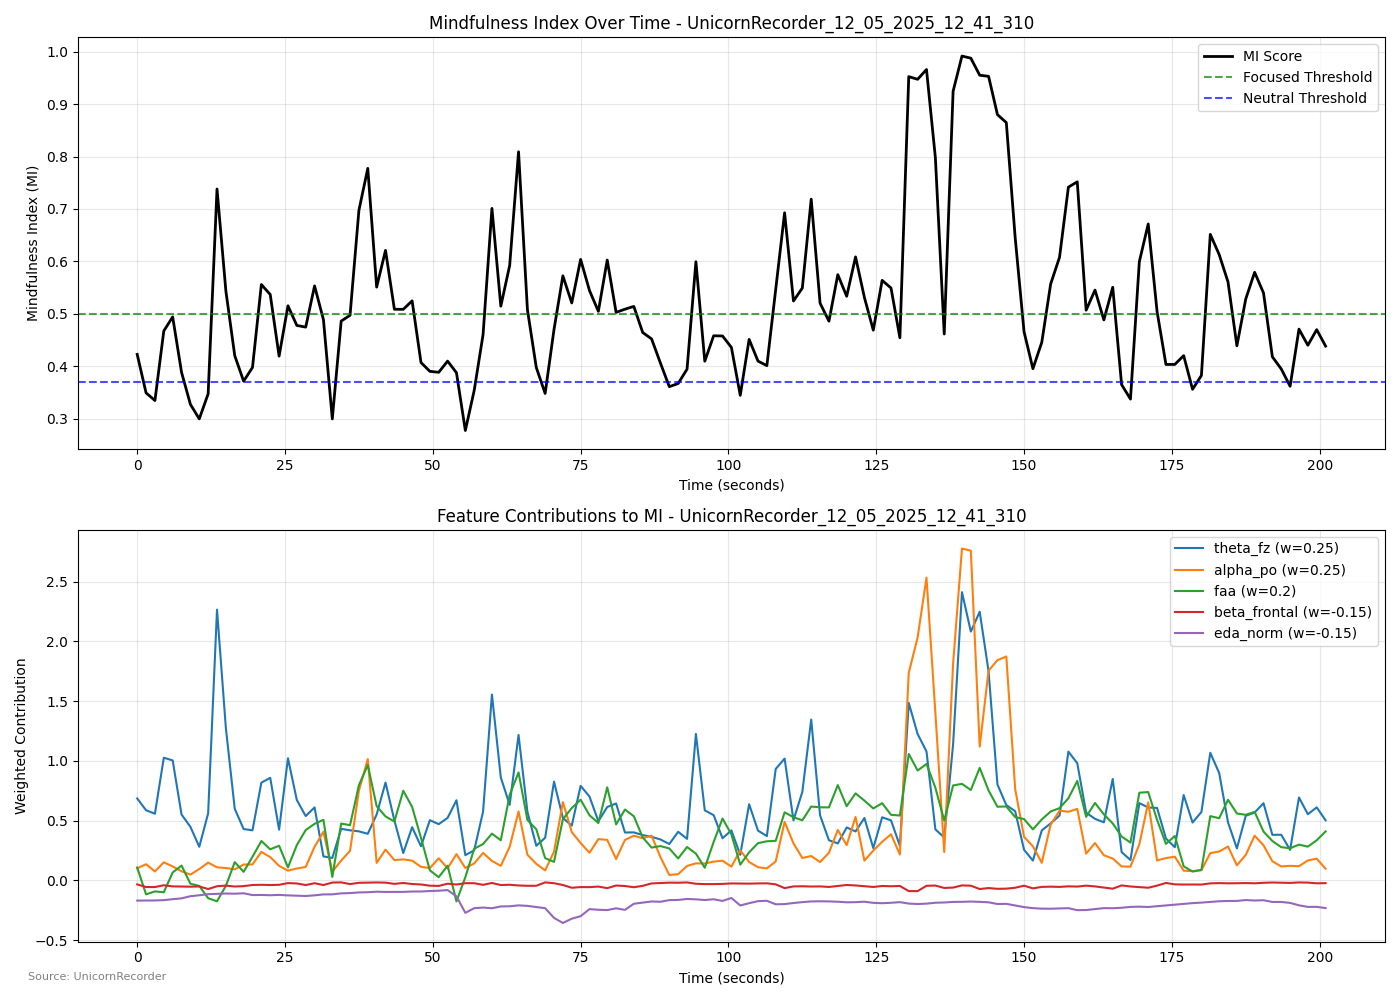 Mindfulness Index Over Time - UnicornRecorder_12_05_2025_12_41_310
Mindfulness Index (MI)
1.0
0.9
0.8
0.7
0.6
0.5
0.4
0.3
MI Score
Focused Threshold
Neutral Threshold
0 25 50 75 100 125 150 175 200
Time (seconds)
Feature Contributions to MI - UnicornRecorder_12_05_2025_12_41_310
Weighted Contribution
2.5
2.0
1.5
1.0
0.5
0.0
−0.5
theta_fz (w=0.25)
alpha_po (w=0.25)
faa (w=0.2)
beta_frontal (w=-0.15)
eda_norm (w=-0.15)
0 25 50 75 100 125 150 175 200
Time (seconds)
Source: UnicornRecorder